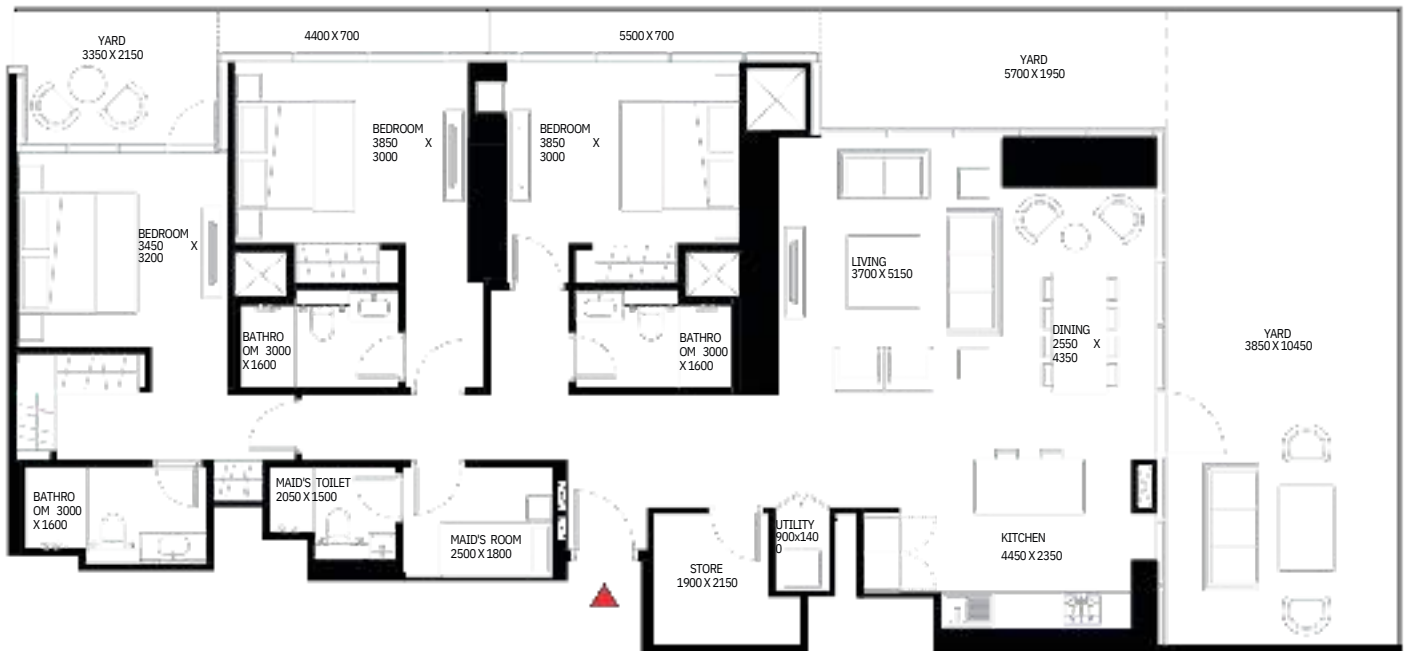 YARD
3350 X 2150
4400 X 700
5500 X 700
YARD
5700 X 1950
BEDROOM
3850 X
3000
BEDROOM
3850 X
3000
BEDROOM
3450 X
3200
LIVING
3700 X 5150
DINING
2550 X
4350
YARD
3850 X 10450
BATHRO
OM 3000
X 1600
BATHRO
OM 3000
X 1600
BATHRO
OM 3000
X 1600
MAID'S TOILET
2050 X 1500
MAID'S ROOM
2500 X 1800
STORE
1900 X 2150
UTILITY
900x140
0
KITCHEN
4450 X 2350